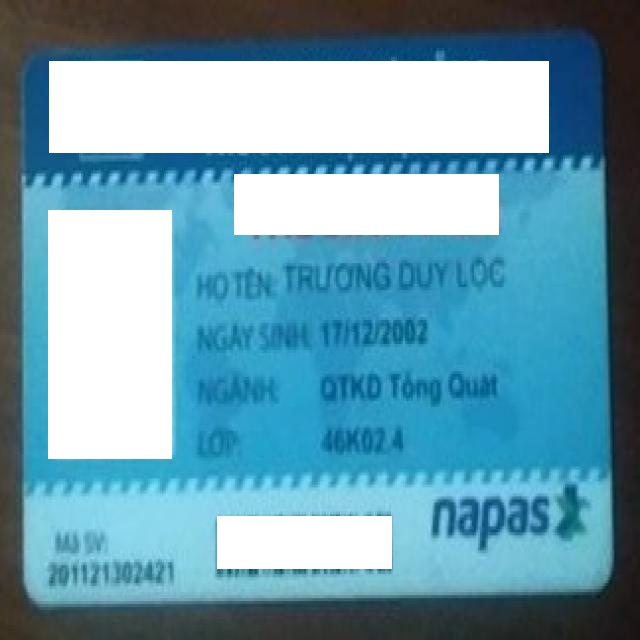 HỌ TÊN: TRƯƠNG DUY LỘC
NGÀY SINH: 17/12/2002
NGÀNH: QTKD Tổng Quát
LỚP: 46K02.4
napas
Mã SV:
201121302421